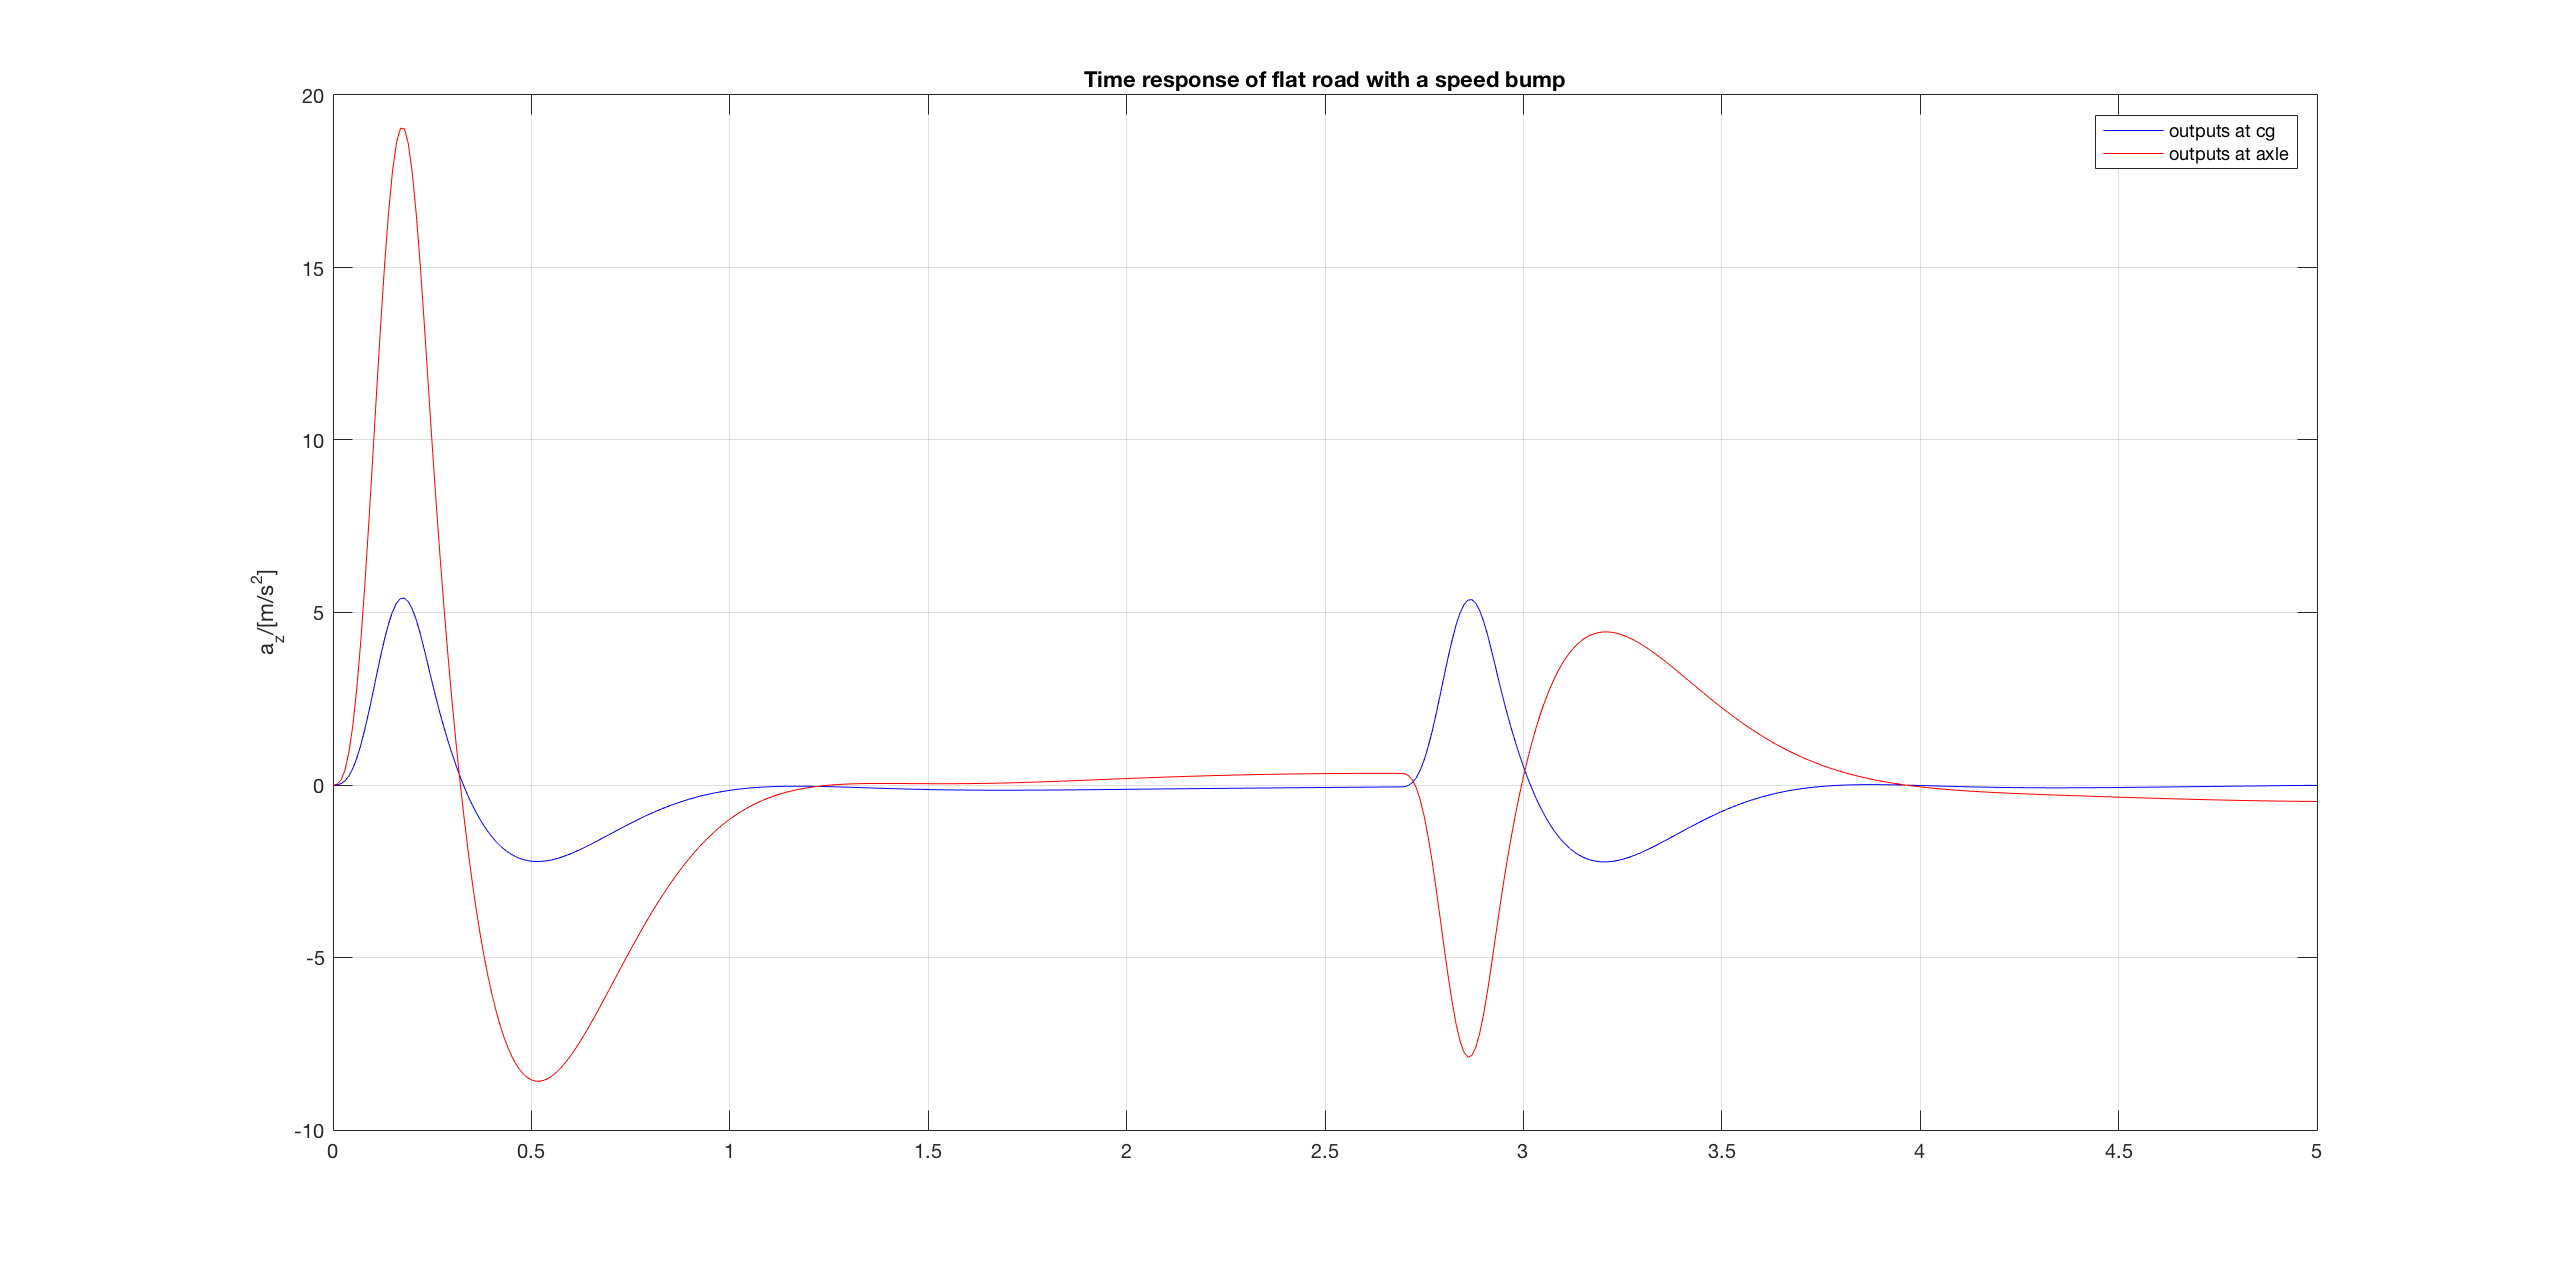 Time response of flat road with a speed bump
20
15
10
5
0
-5
-10
a_z/[m/s^2]
outputs at cg
outputs at axle
0 0.5 1 1.5 2 2.5 3 3.5 4 4.5 5